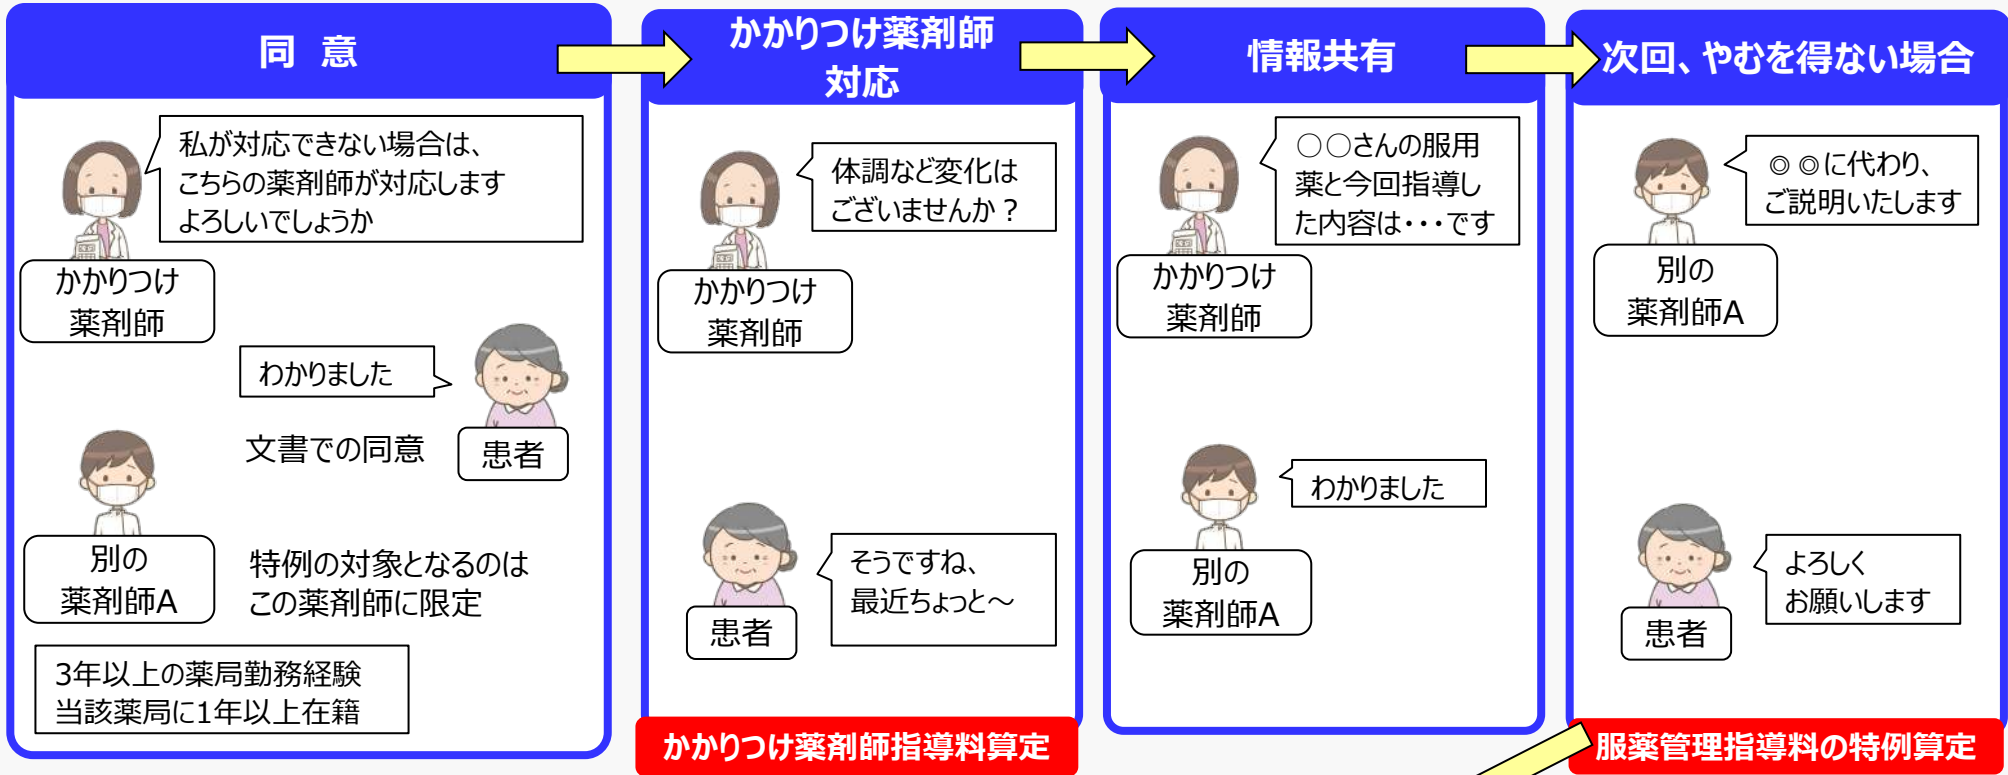 同 意
私が対応できない場合は、
こちらの薬剤師が対応します
よろしいでしょうか
かかりつけ
薬剤師
わかりました
文書での同意
患者
別の
薬剤師A
特例の対象となるのは
この薬剤師に限定
3年以上の薬局勤務経験
当該薬局に1年以上在籍
かかりつけ薬剤師
対応
体調など変化は
ございませんか？
かかりつけ
薬剤師
そうですね、
最近ちょっと～
患者
かかりつけ薬剤師指導料算定
情報共有
○○さんの服用
薬と今回指導し
た内容は・・・です
かかりつけ
薬剤師
わかりました
別の
薬剤師A
次回、やむを得ない場合
◎◎に代わり、
ご説明いたします
別の
薬剤師A
よろしく
お願いします
患者
服薬管理指導料の特例算定